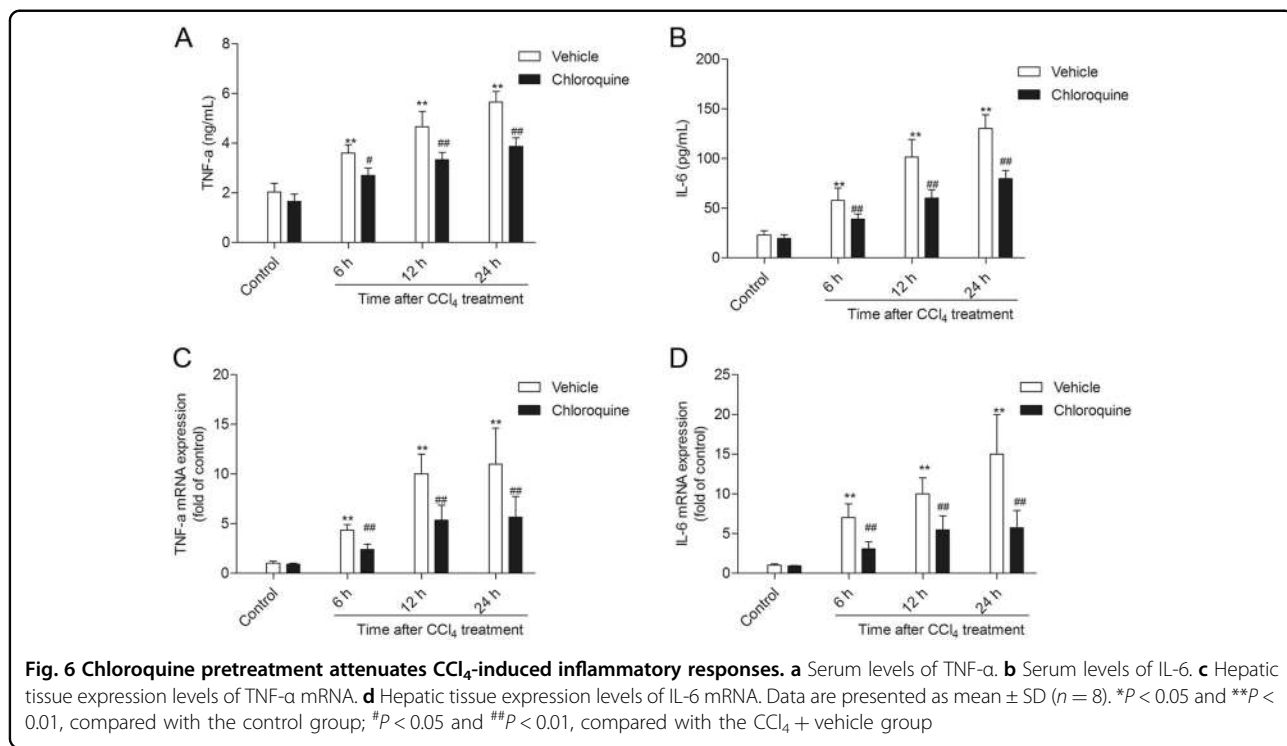 A
TNF-a (ng/mL)
8
6
4
2
0
Vehicle
Chloroquine
**
#
**
##
**
##
Control
6 h
12 h
24 h
Time after CCl₄ treatment
B
IL-6 (pg/mL)
200
150
100
50
0
Vehicle
Chloroquine
**
##
**
##
**
##
Control
6 h
12 h
24 h
Time after CCl₄ treatment
C
TNF-a mRNA expression
(fold of control)
20
15
10
5
0
Vehicle
Chloroquine
**
##
**
##
**
##
Control
6 h
12 h
24 h
Time after CCl₄ treatment
D
IL-6 mRNA expression
(fold of control)
25
20
15
10
5
0
Vehicle
Chloroquine
**
##
**
##
**
##
Control
6 h
12 h
24 h
Time after CCl₄ treatment
Fig. 6 Chloroquine pretreatment attenuates CCl₄-induced inflammatory responses. a Serum levels of TNF-α. b Serum levels of IL-6. c Hepatic
tissue expression levels of TNF-α mRNA. d Hepatic tissue expression levels of IL-6 mRNA. Data are presented as mean ± SD (n = 8). *P < 0.05 and **P <
0.01, compared with the control group; #P < 0.05 and ##P < 0.01, compared with the CCl₄ + vehicle group